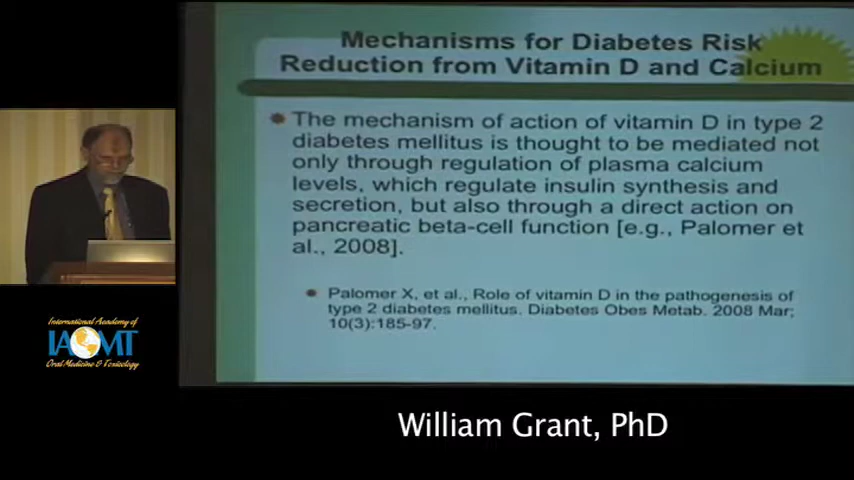 Mechanisms for Diabetes Risk
Reduction from Vitamin D and Calcium
The mechanism of action of vitamin D in type 2
diabetes mellitus is thought to be mediated not
only through regulation of plasma calcium
levels, which regulate insulin synthesis and
secretion, but also through a direct action on
pancreatic beta-cell function [e.g., Palomer et
al., 2008].
Palomer X, et al., Role of vitamin D in the pathogenesis of
type 2 diabetes mellitus. Diabetes Obes Metab. 2008 Mar;
10(3):185-97.
International Academy of
IAOMT
Oral Medicine & Toxicology
William Grant, PhD